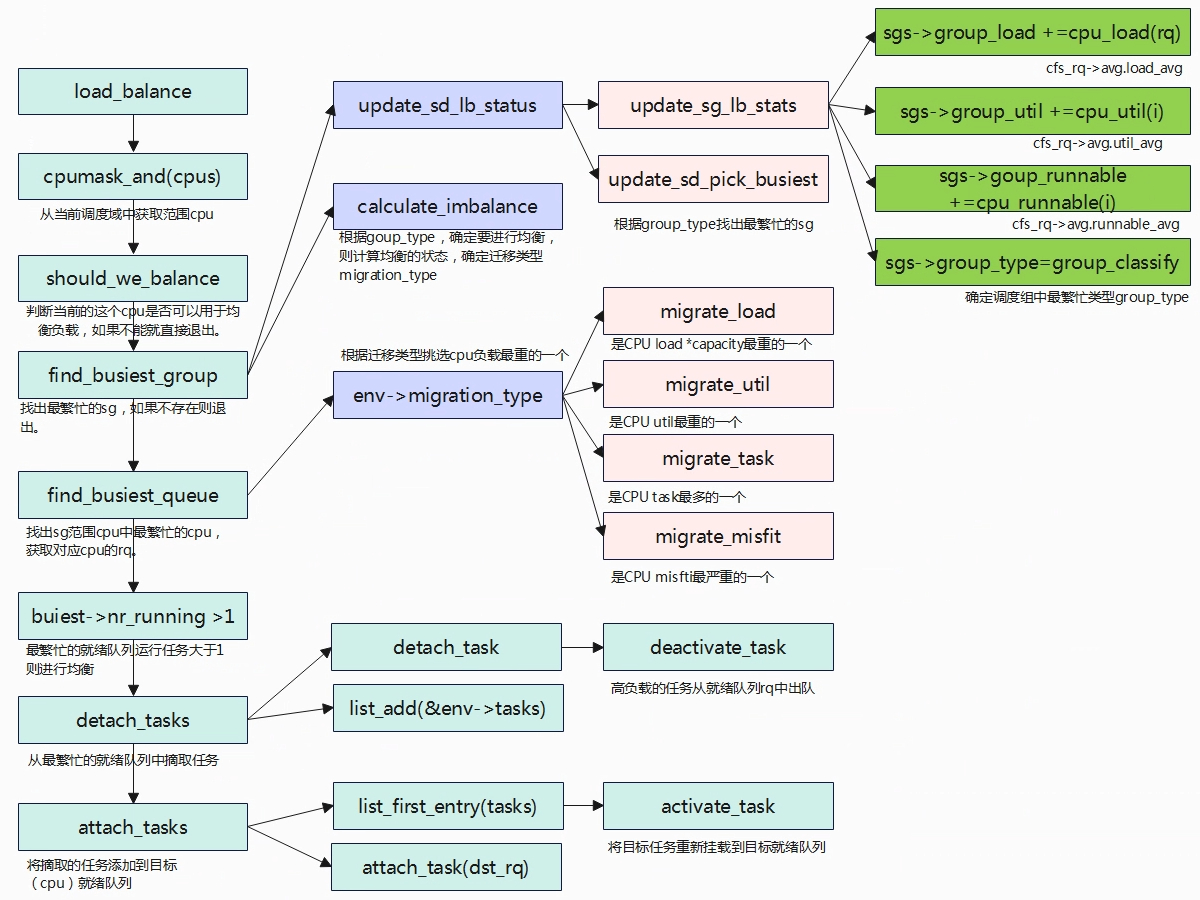 load_balance
cpumask_and(cpus)
从当前调度域中获取范围cpu
should_we_balance
判断当前的这个cpu是否可以用于均
衡负载，如果不能就直接退出。
find_busiest_group
找出最繁忙的sg，如果不存在则退
出。
find_busiest_queue
找出sg范围cpu中最繁忙的cpu，
获取对应cpu的rq。
buiest->nr_running >1
最繁忙的就绪队列运行任务大于1
则进行均衡
detach_tasks
从最繁忙的就绪队列中摘取任务
attach_tasks
将摘取的任务添加到目标
（cpu）就绪队列
update_sd_lb_status
calculate_imbalance
根据goup_type，确定要进行均衡，
则计算均衡的状态，确定迁移类型
migration_type
根据迁移类型挑选cpu负载最重的一个
env->migration_type
detach_task
list_add(&env->tasks)
list_first_entry(tasks)
attach_task(dst_rq)
update_sg_lb_stats
update_sd_pick_busiest
根据group_type找出最繁忙的sg
migrate_load
是CPU load *capacity最重的一个
migrate_util
是CPU util最重的一个
migrate_task
是CPU task最多的一个
migrate_misfit
是CPU misfti最严重的一个
deactivate_task
高负载的任务从就绪队列rq中出队
activate_task
将目标任务重新挂载到目标就绪队列
sgs->group_load +=cpu_load(rq)
cfs_rq->avg.load_avg
sgs->group_util +=cpu_util(i)
cfs_rq->avg.util_avg
sgs->goup_runnable
+=cpu_runnable(i)
cfs_rq->avg.runnable_avg
sgs->group_type=group_classify
确定调度组中最繁忙类型group_type